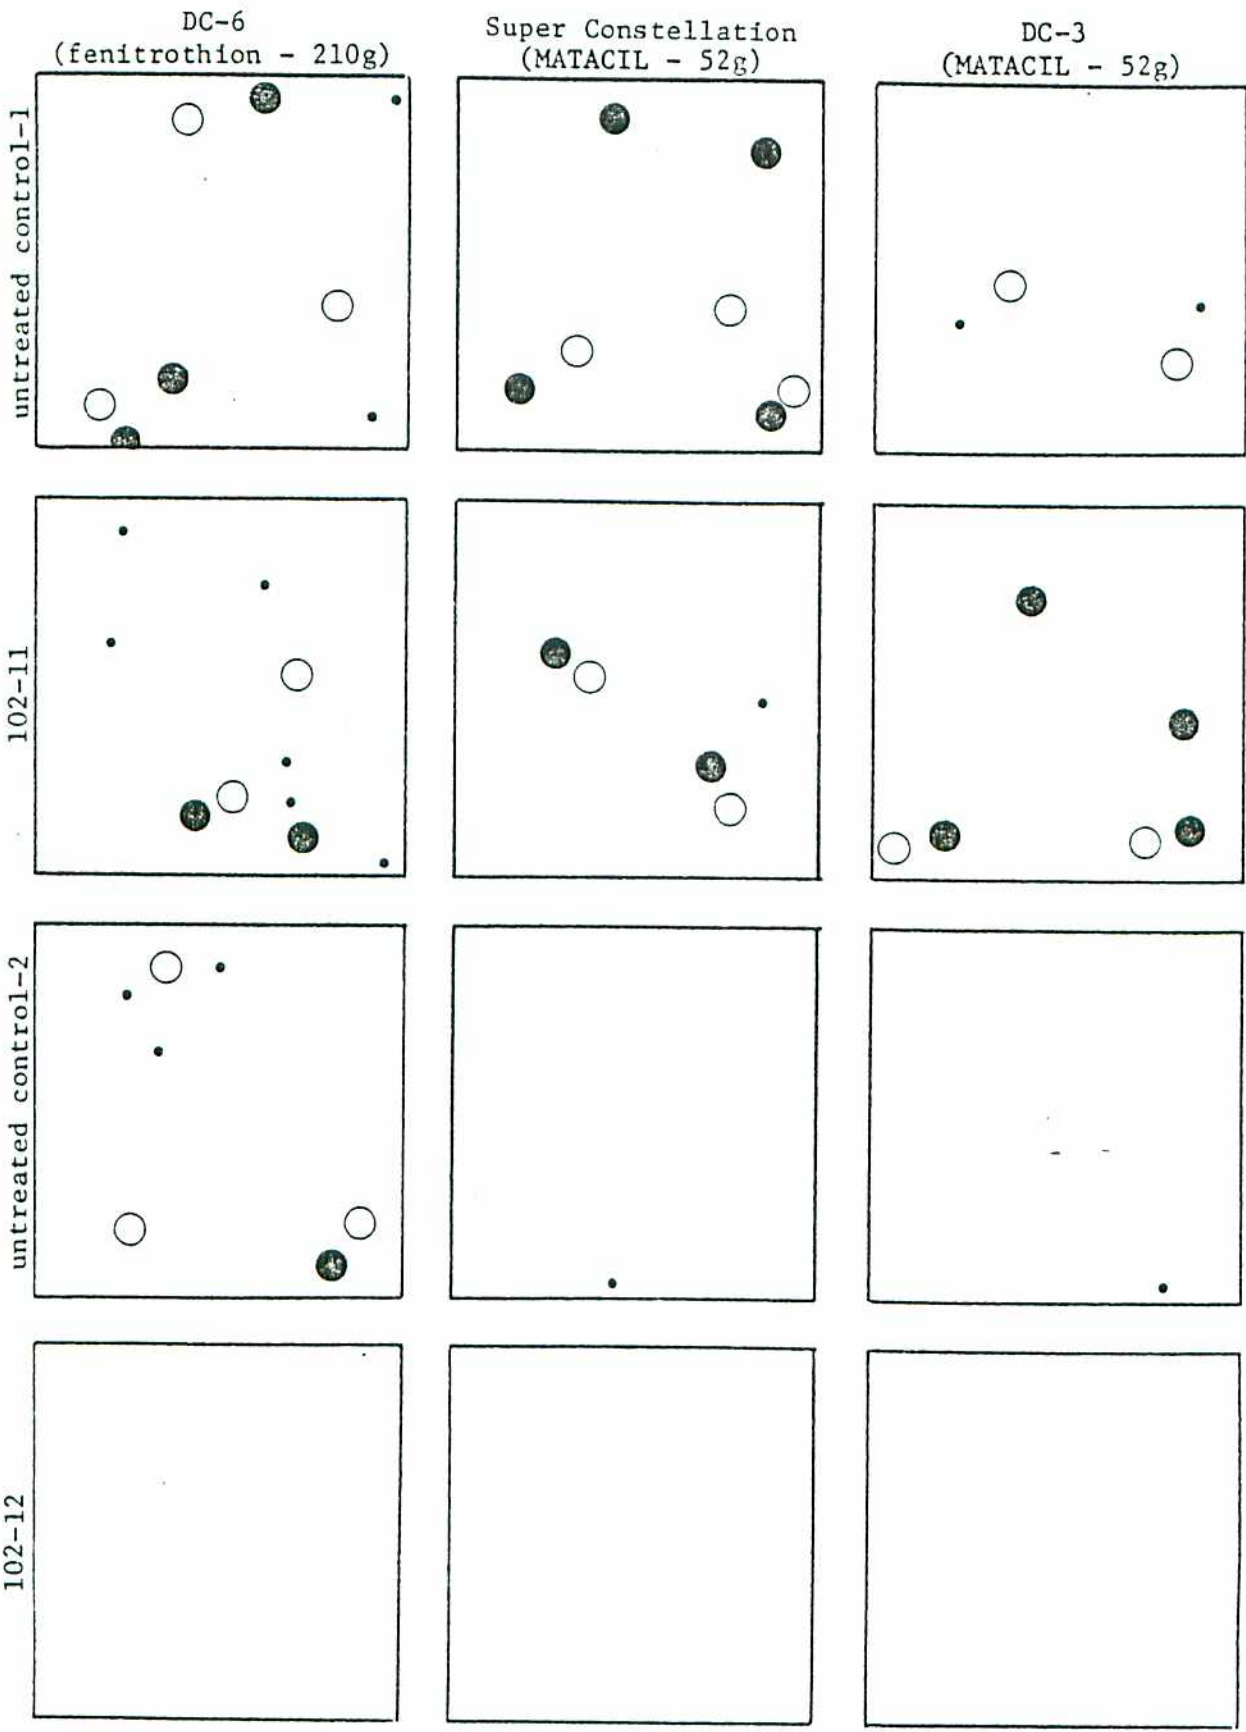 DC-6
(fenitrothion - 210g)
Super Constellation
(MATACIL - 52g)
DC-3
(MATACIL - 52g)
untreated control-1
102-11
untreated control-2
102-12